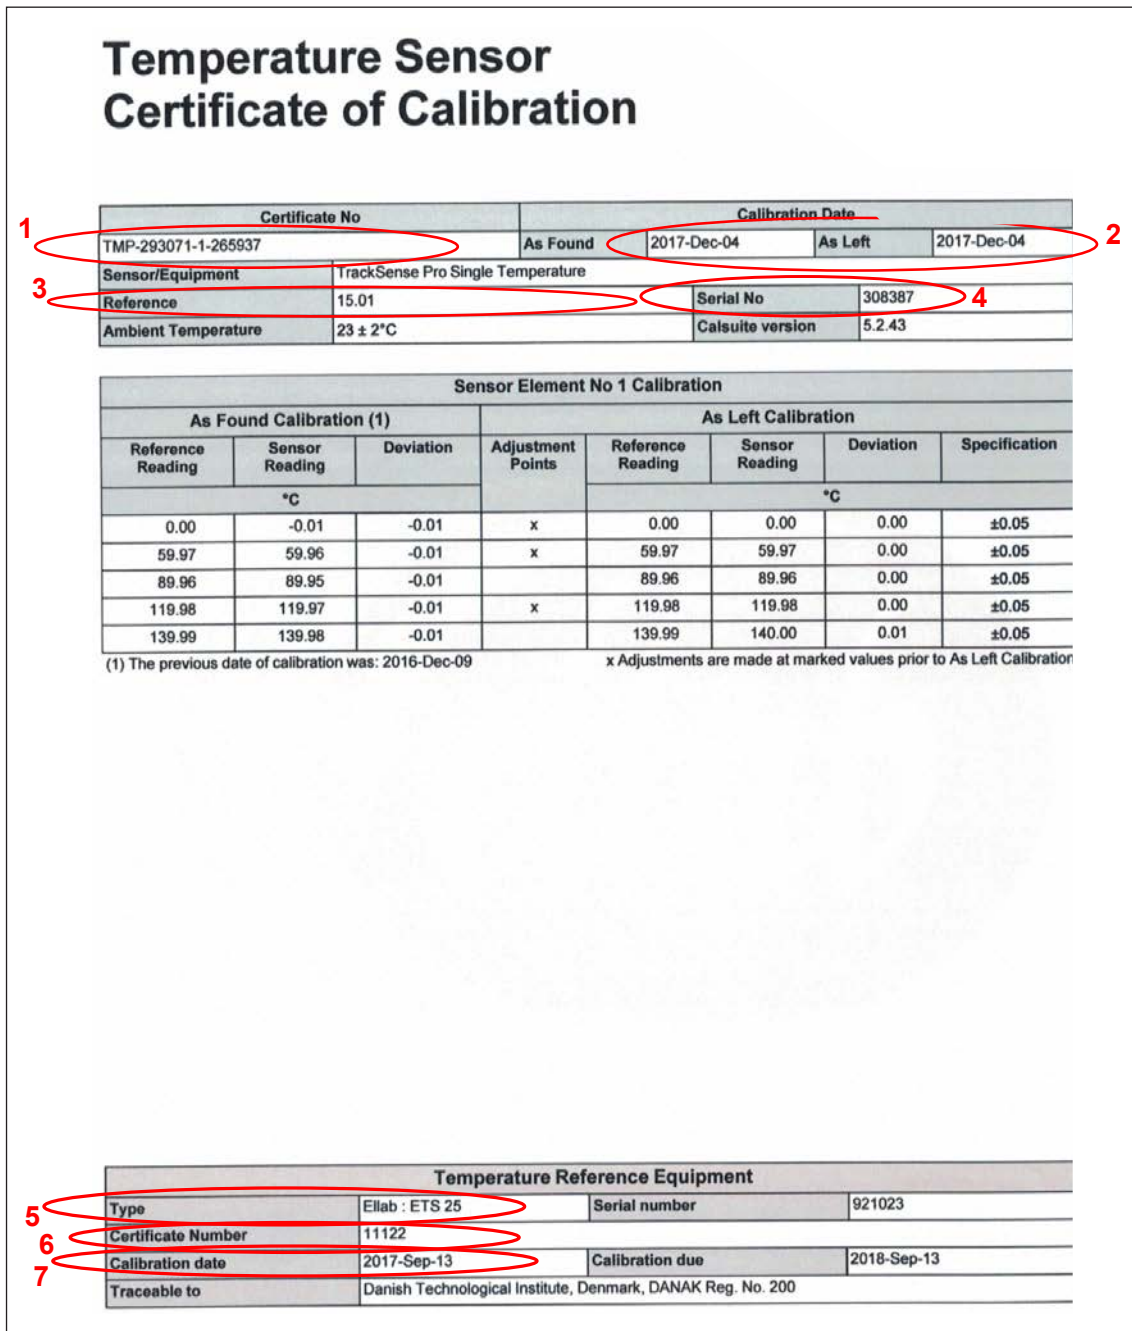 Temperature Sensor
Certificate of Calibration
Certificate No Calibration Date
1 TMP-293071-1-265937 As Found 2017-Dec-04 As Left 2017-Dec-04 2
Sensor/Equipment TrackSense Pro Single Temperature
3 Reference 15.01 Serial No 308387 4
Ambient Temperature 23 ± 2°C Calsuite version 5.2.43
Sensor Element No 1 Calibration
As Found Calibration (1) As Left Calibration
Reference Reading Sensor Reading Deviation Adjustment Points Reference Reading Sensor Reading Deviation Specification
°C °C
0.00 -0.01 -0.01 x 0.00 0.00 0.00 ±0.05
59.97 59.96 -0.01 x 59.97 59.97 0.00 ±0.05
89.96 89.95 -0.01 89.96 89.96 0.00 ±0.05
119.98 119.97 -0.01 x 119.98 119.98 0.00 ±0.05
139.99 139.98 -0.01 139.99 140.00 0.01 ±0.05
(1) The previous date of calibration was: 2016-Dec-09 x Adjustments are made at marked values prior to As Left Calibration
Temperature Reference Equipment
5 Type Ellab : ETS 25 Serial number 921023
6 Certificate Number 11122
7 Calibration date 2017-Sep-13 Calibration due 2018-Sep-13
Traceable to Danish Technological Institute, Denmark, DANAK Reg. No. 200